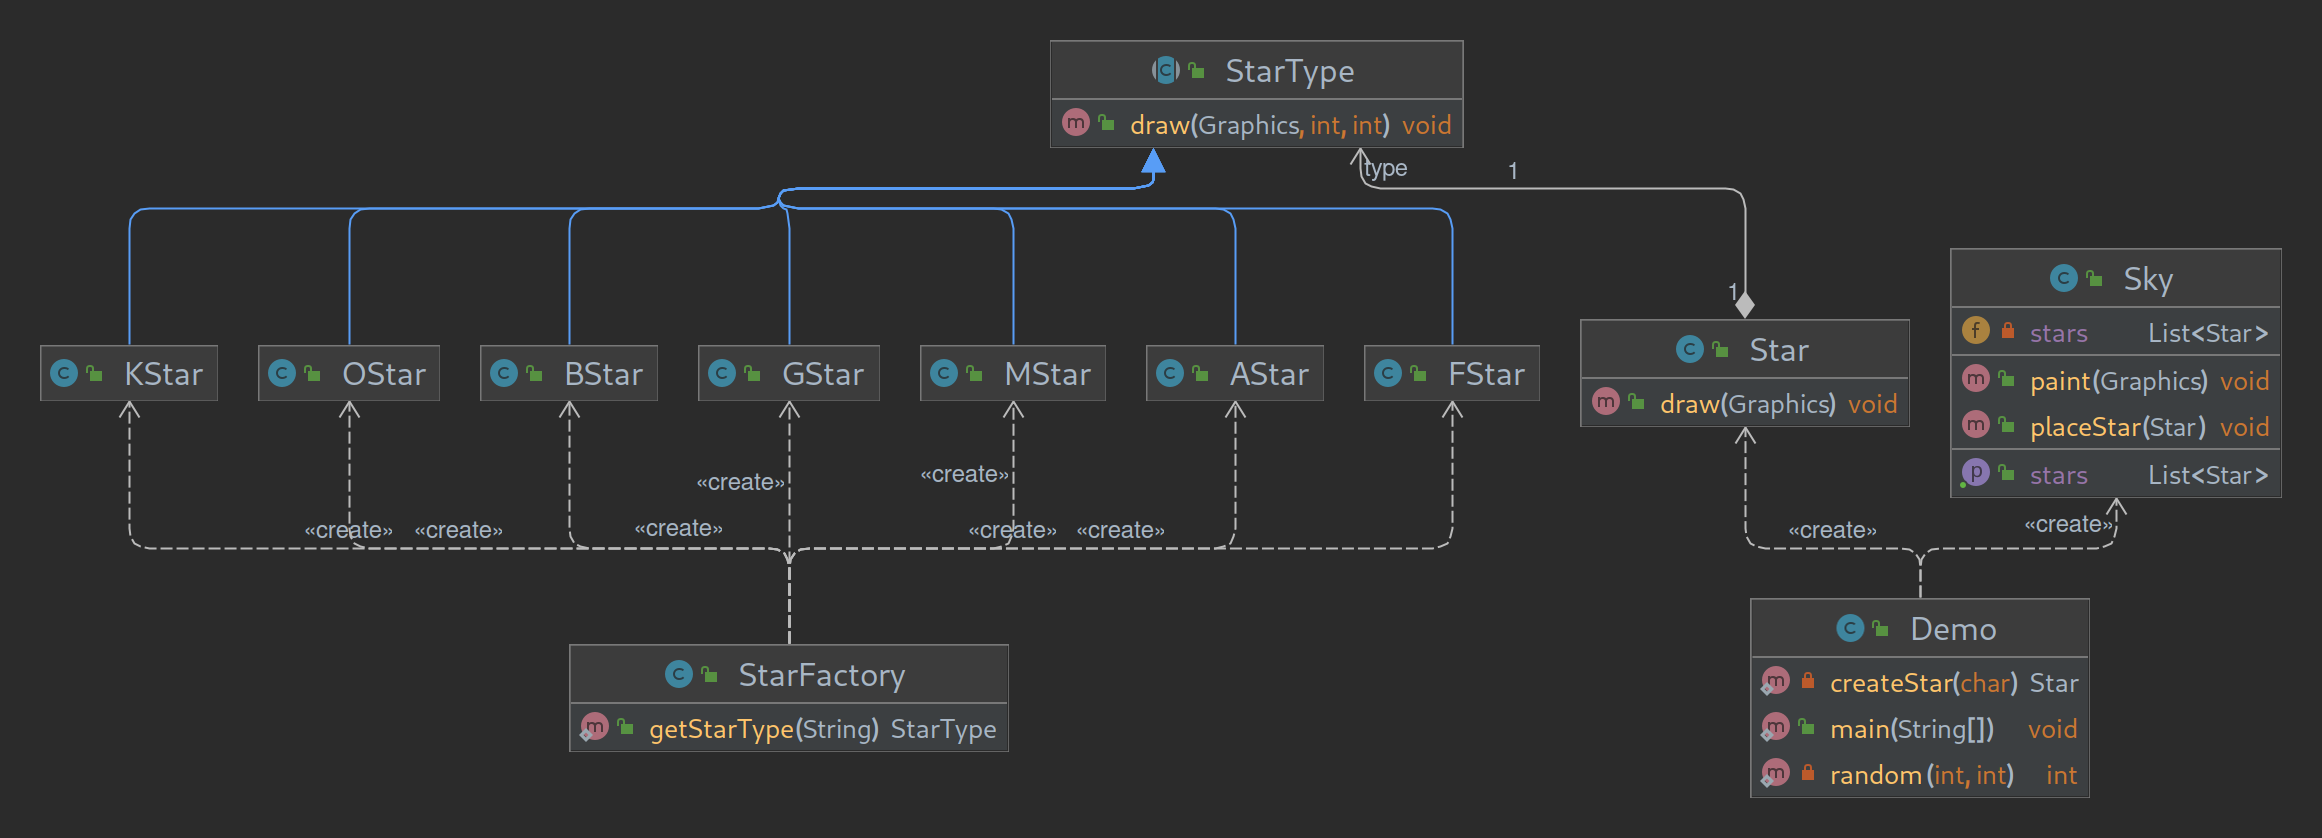 StarType
draw(Graphics, int, int) void
type 1
1
Sky
stars List<Star>
paint(Graphics) void
placeStar(Star) void
stars List<Star>
Star
draw(Graphics) void
KStar OStar BStar GStar MStar AStar FStar
«create» «create»
«create» «create» «create» «create» «create» «create» «create»
StarFactory
getStarType(String) StarType
Demo
createStar(char) Star
main(String[]) void
random(int, int) int